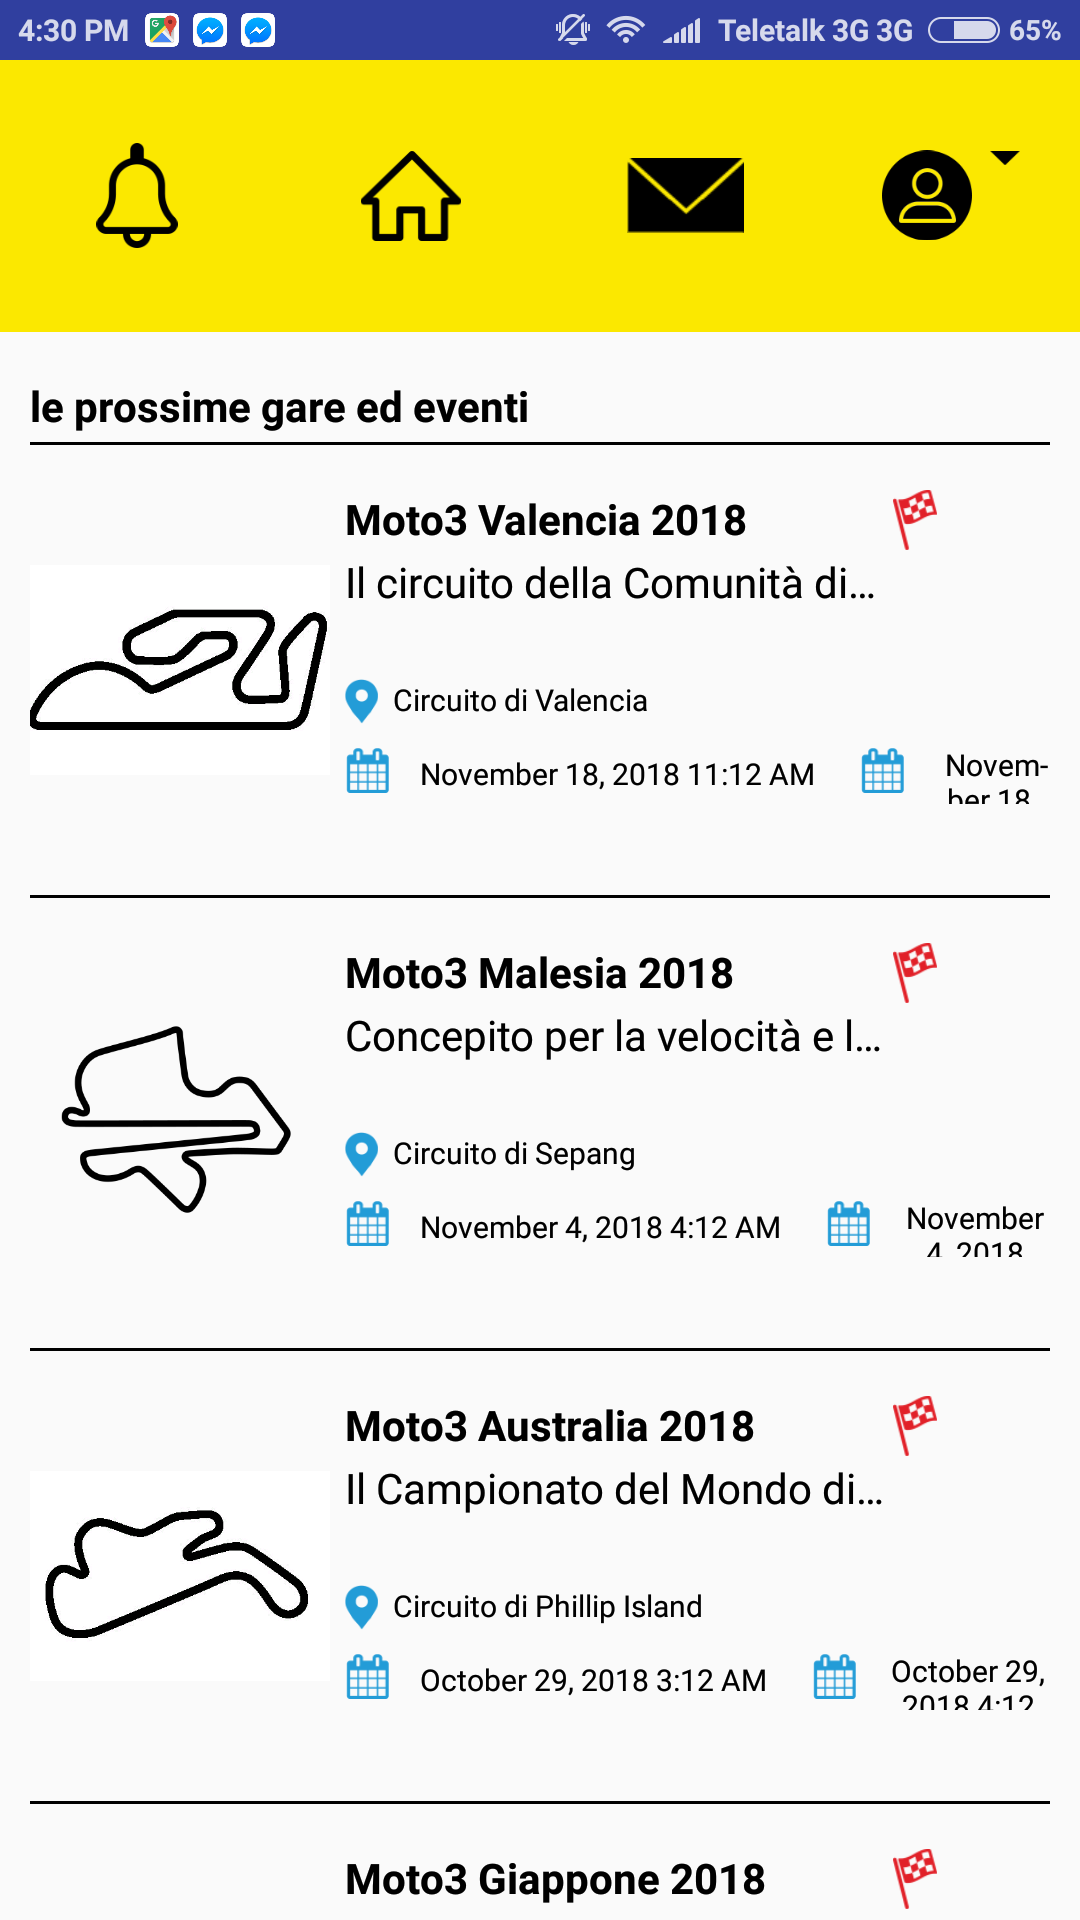 4:30 PM Teletalk 3G 3G 65%
le prossime gare ed eventi
Moto3 Valencia 2018
Il circuito della Comunità di...
Circuito di Valencia
November 18, 2018 11:12 AM
Novem-
ber 18
Moto3 Malesia 2018
Concepito per la velocità e l...
Circuito di Sepang
November 4, 2018 4:12 AM
November
4, 2018
Moto3 Australia 2018
Il Campionato del Mondo di...
Circuito di Phillip Island
October 29, 2018 3:12 AM
October 29,
2018 4:12
Moto3 Giappone 2018